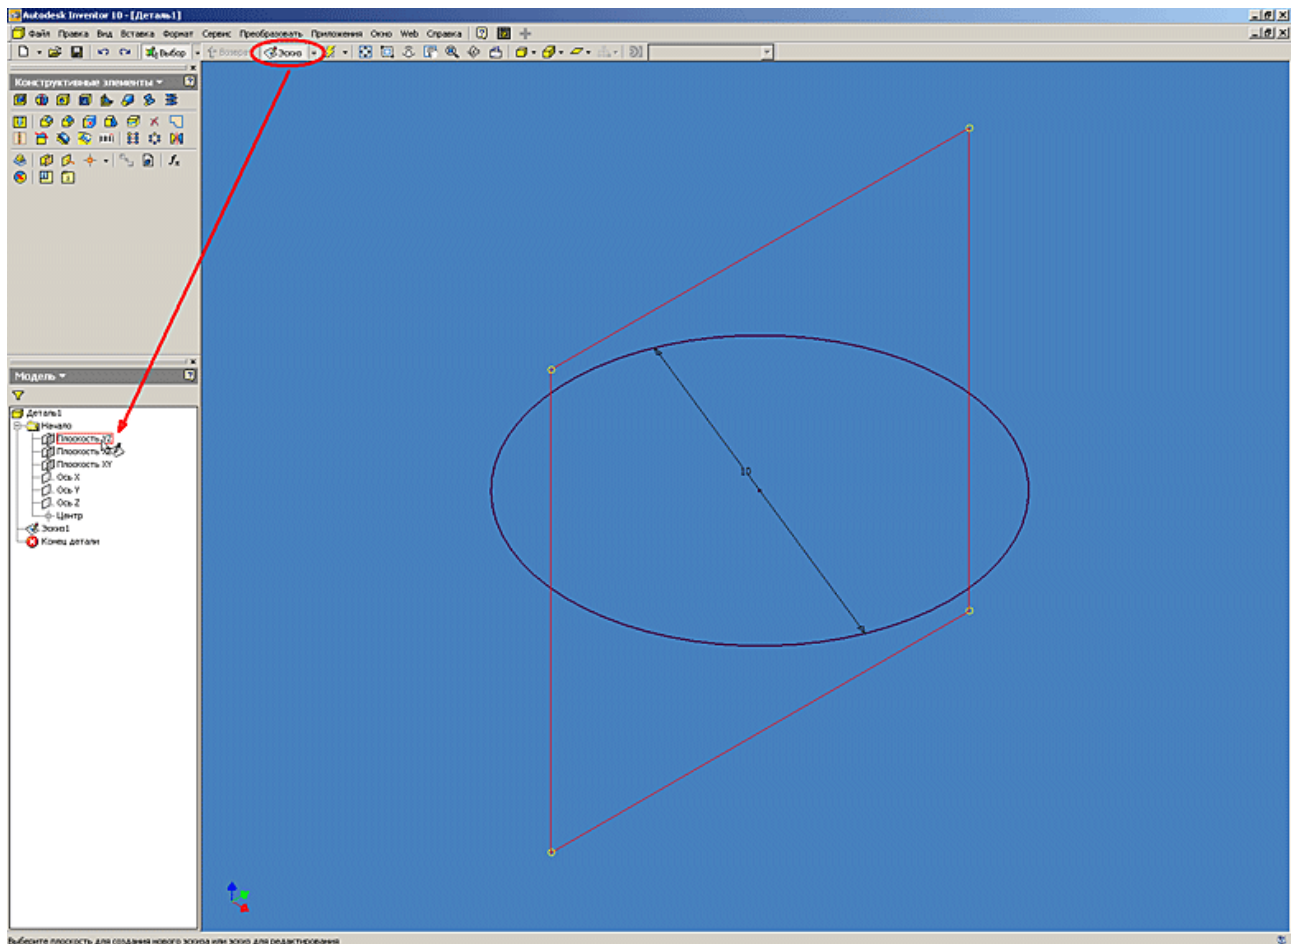 Autodesk Inventor 10 - [Деталь1]
Файл Правка Вид Вставка Формат Сервис Преобразовать Приложения Окно Web Справка
Выбор Возврат Эскиз
Конструктивные элементы
Модель
Деталь1
Начало
Плоскость YZ
Плоскость XZ
Плоскость XY
Ось X
Ось Y
Ось Z
Центр
Эскиз1
Конец детали
10
Выберите плоскость для создания нового эскиза или эскиз для редактирования